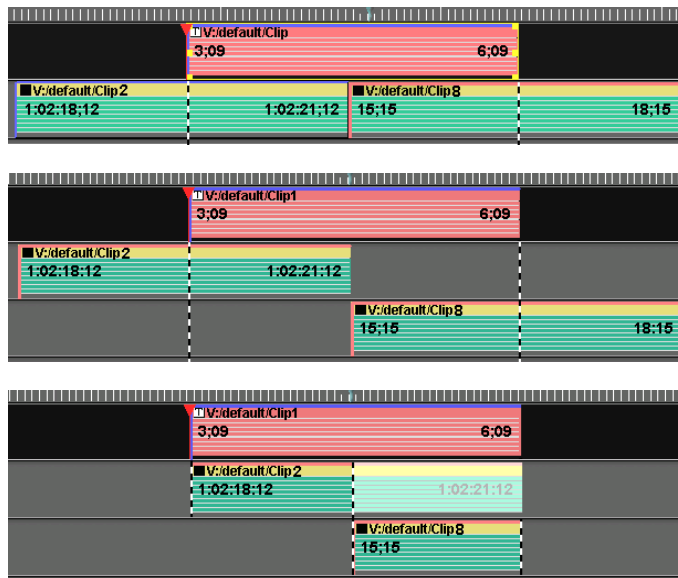 T V:/default/Clip
3;09 6;09
V:/default/Clip2 V:/default/Clip8
1:02:18;12 1:02:21;12 15;15 18;15
T V:/default/Clip1
3;09 6;09
V:/default/Clip2
1:02:18:12 1:02:21:12
V:/default/Clip8
15;15 18:15
T V:/default/Clip1
3;09 6;09
V:/default/Clip2
1:02:18:12 1:02:21:12
V:/default/Clip8
15;15